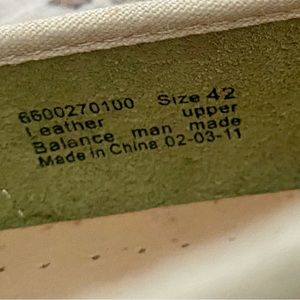 6600270100 Size 42
Leather upper
Balance man made
Made in China 02-03-11